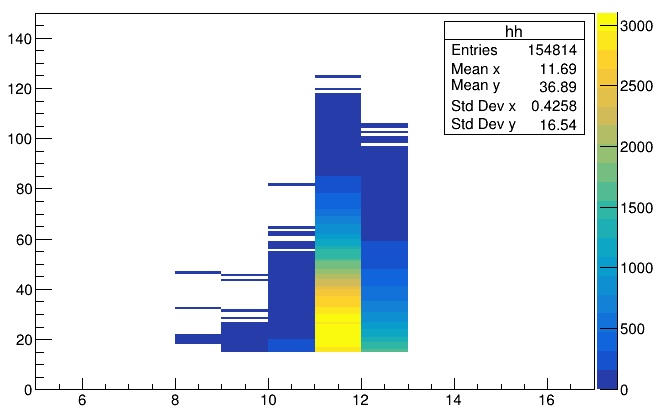 hh
Entries 154814
Mean x 11.69
Mean y 36.89
Std Dev x 0.4258
Std Dev y 16.54
140
120
100
80
60
40
20
0
6 8 10 12 14 16
3000
2500
2000
1500
1000
500
0